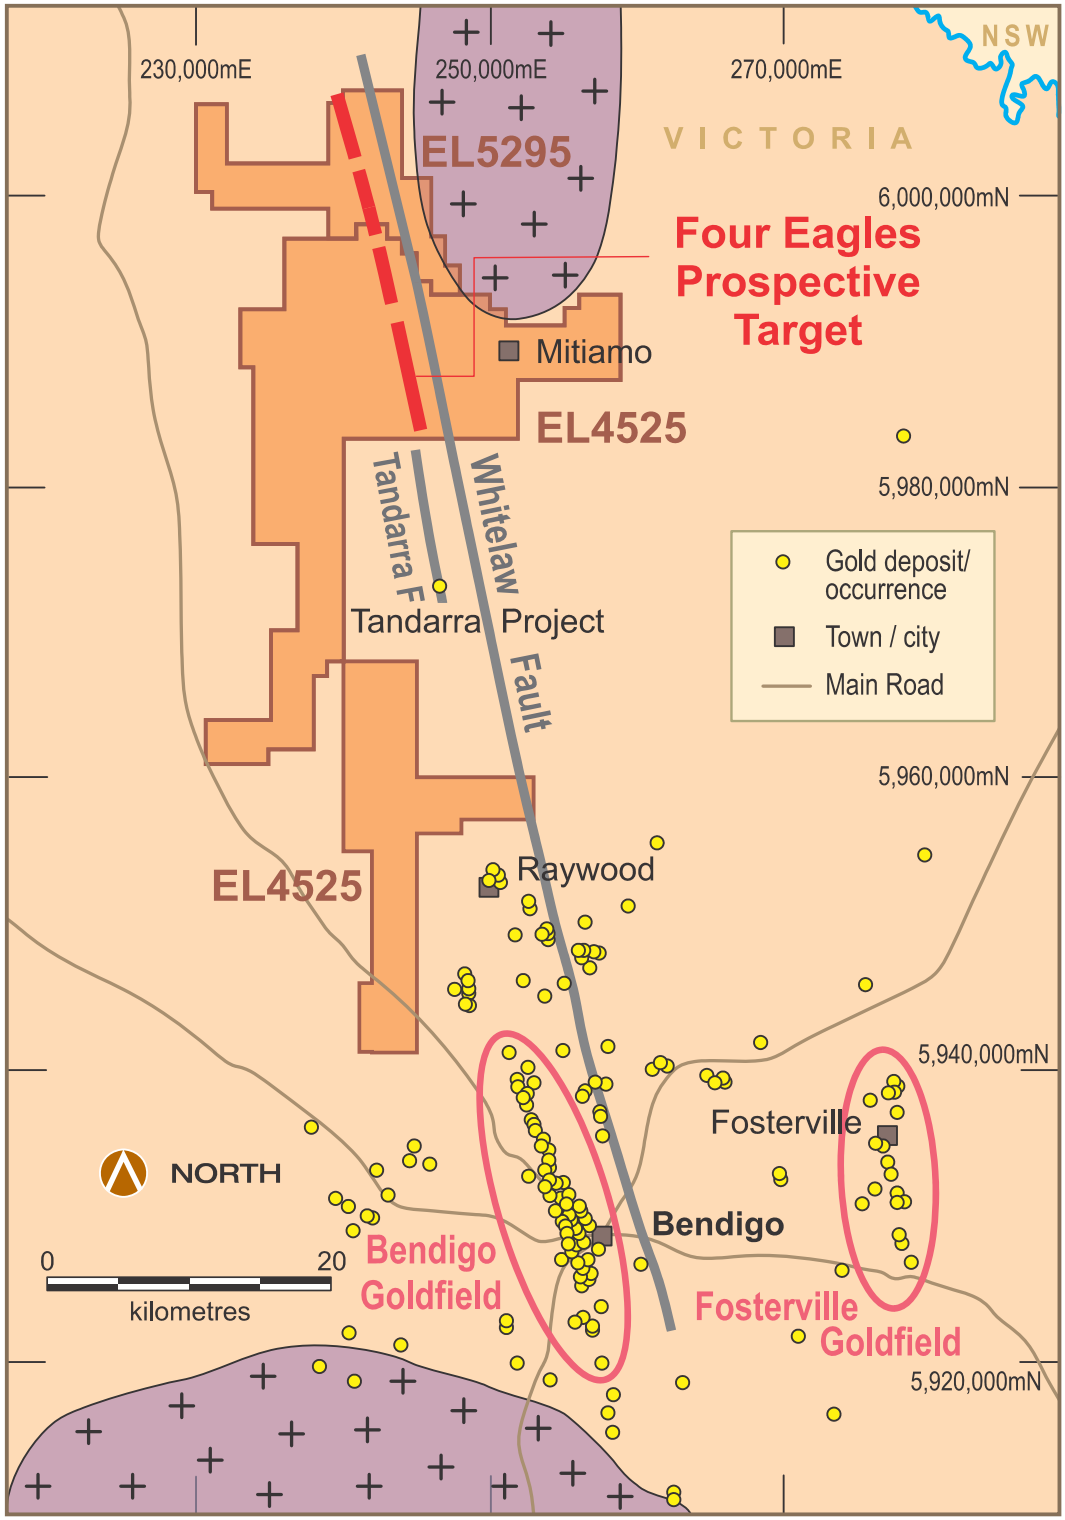 NSW
230,000mE
250,000mE
270,000mE
VICTORIA
EL5295
6,000,000mN
Four Eagles
Prospective
Target
Mitiamo
EL4525
5,980,000mN
Tandarra F
Whitelaw Fault
Gold deposit/
occurrence
Town / city
Main Road
Tandarra Project
5,960,000mN
Raywood
EL4525
5,940,000mN
Fosterville
NORTH
Bendigo
Bendigo
Goldfield
0 20
kilometres
Fosterville
Goldfield
5,920,000mN